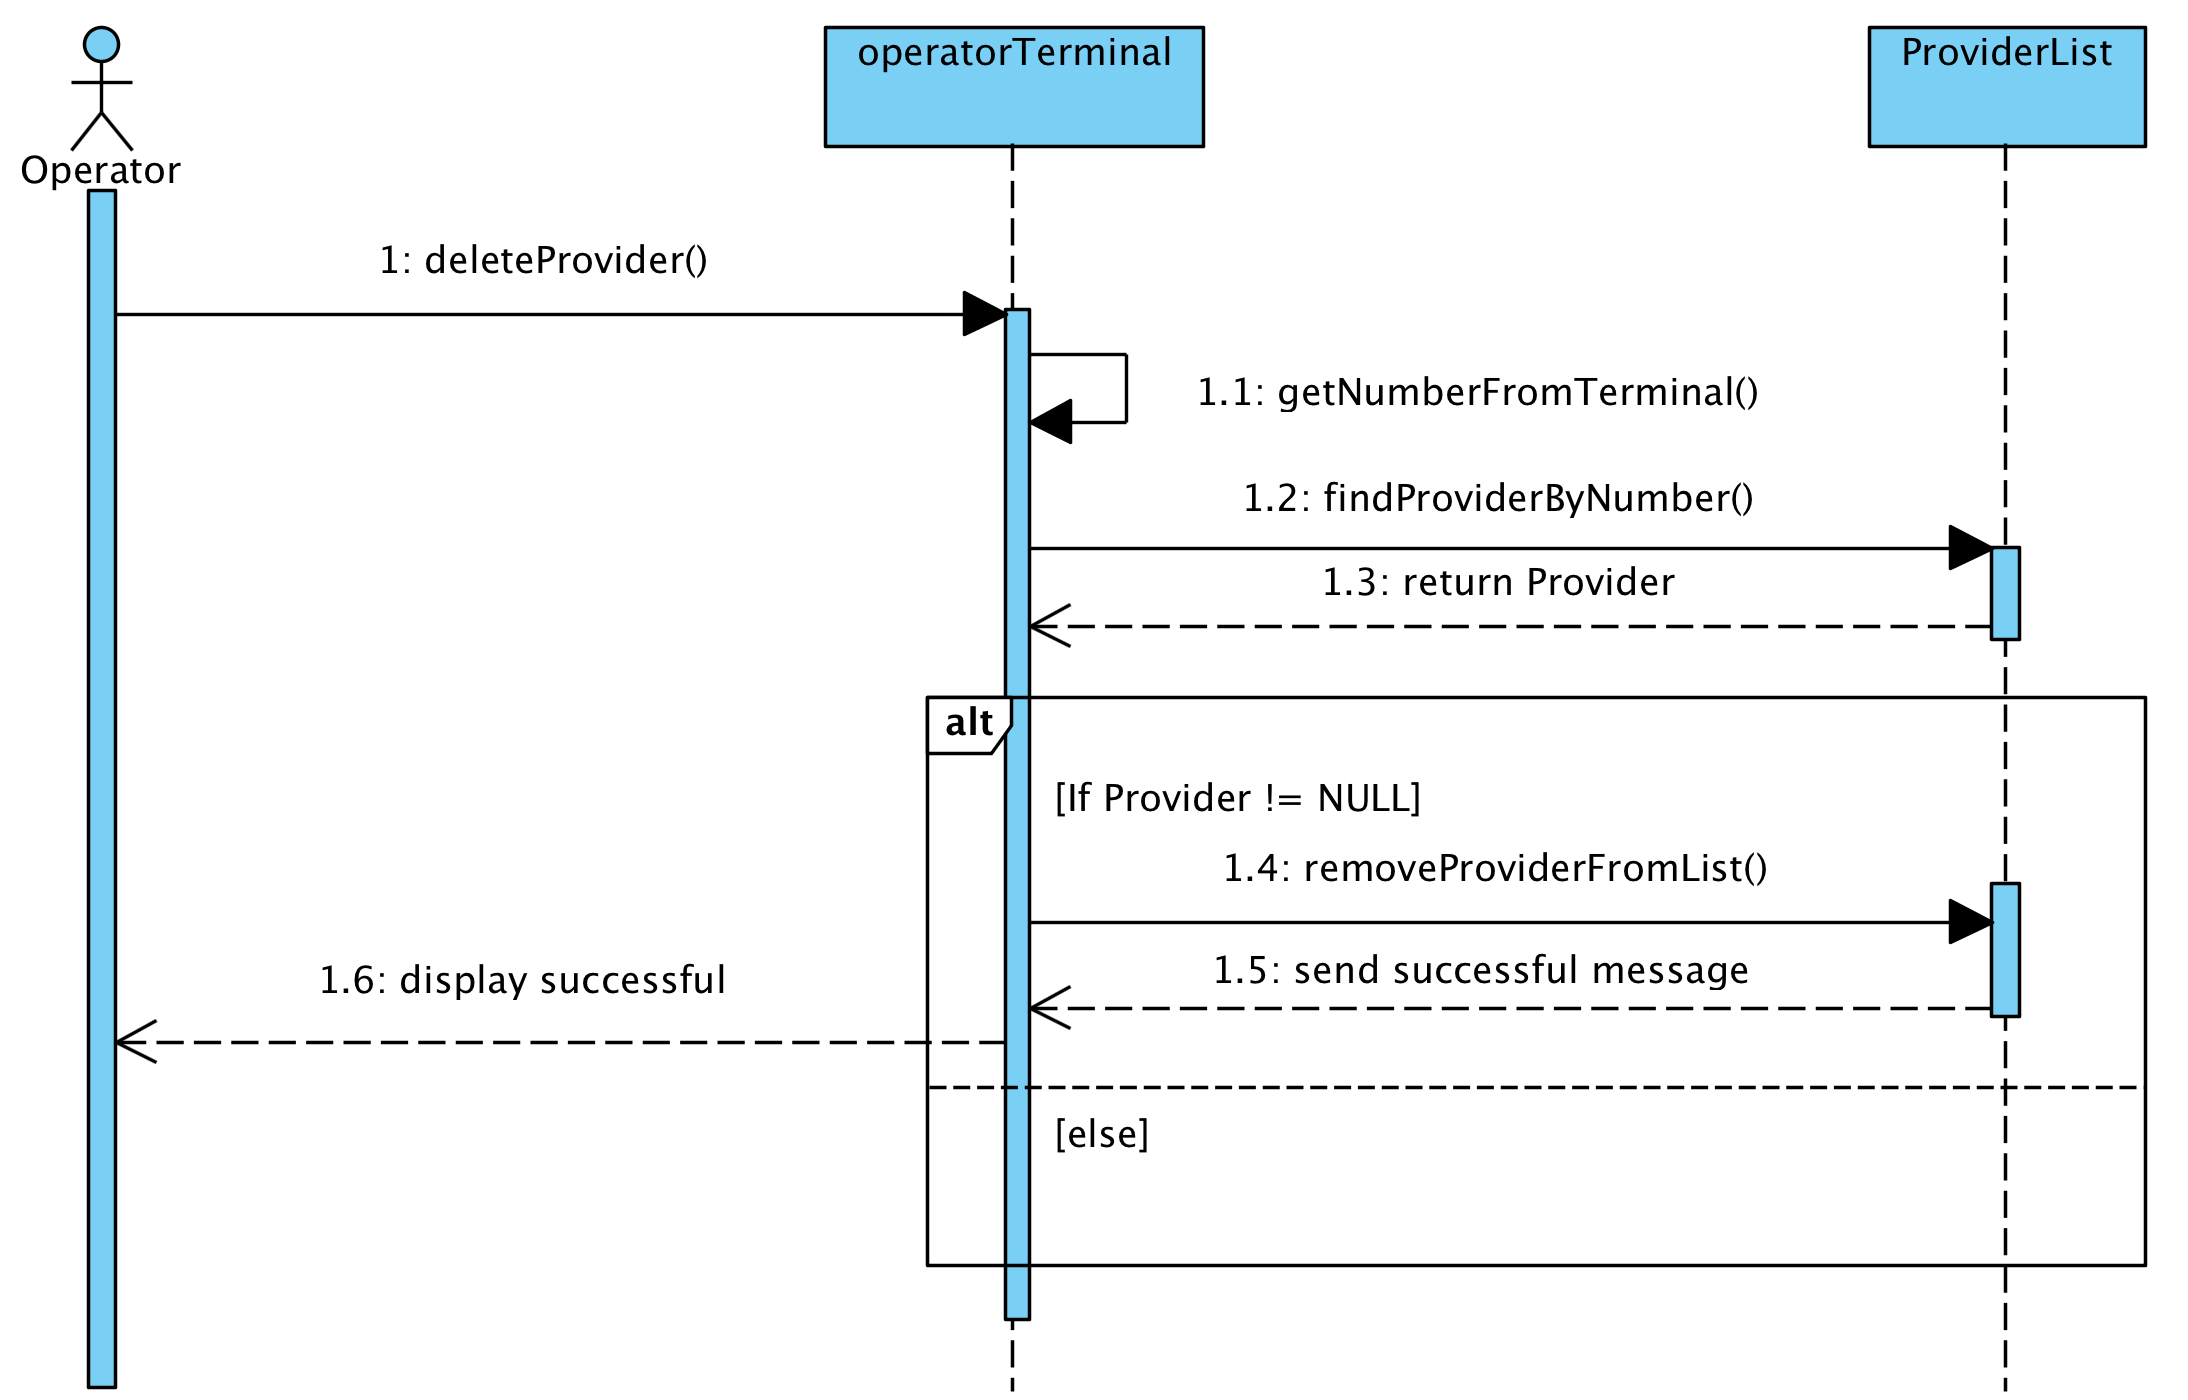 operatorTerminal
ProviderList
Operator
1: deleteProvider()
1.1: getNumberFromTerminal()
1.2: findProviderByNumber()
1.3: return Provider
alt
[If Provider != NULL]
1.4: removeProviderFromList()
1.5: send successful message
1.6: display successful
[else]